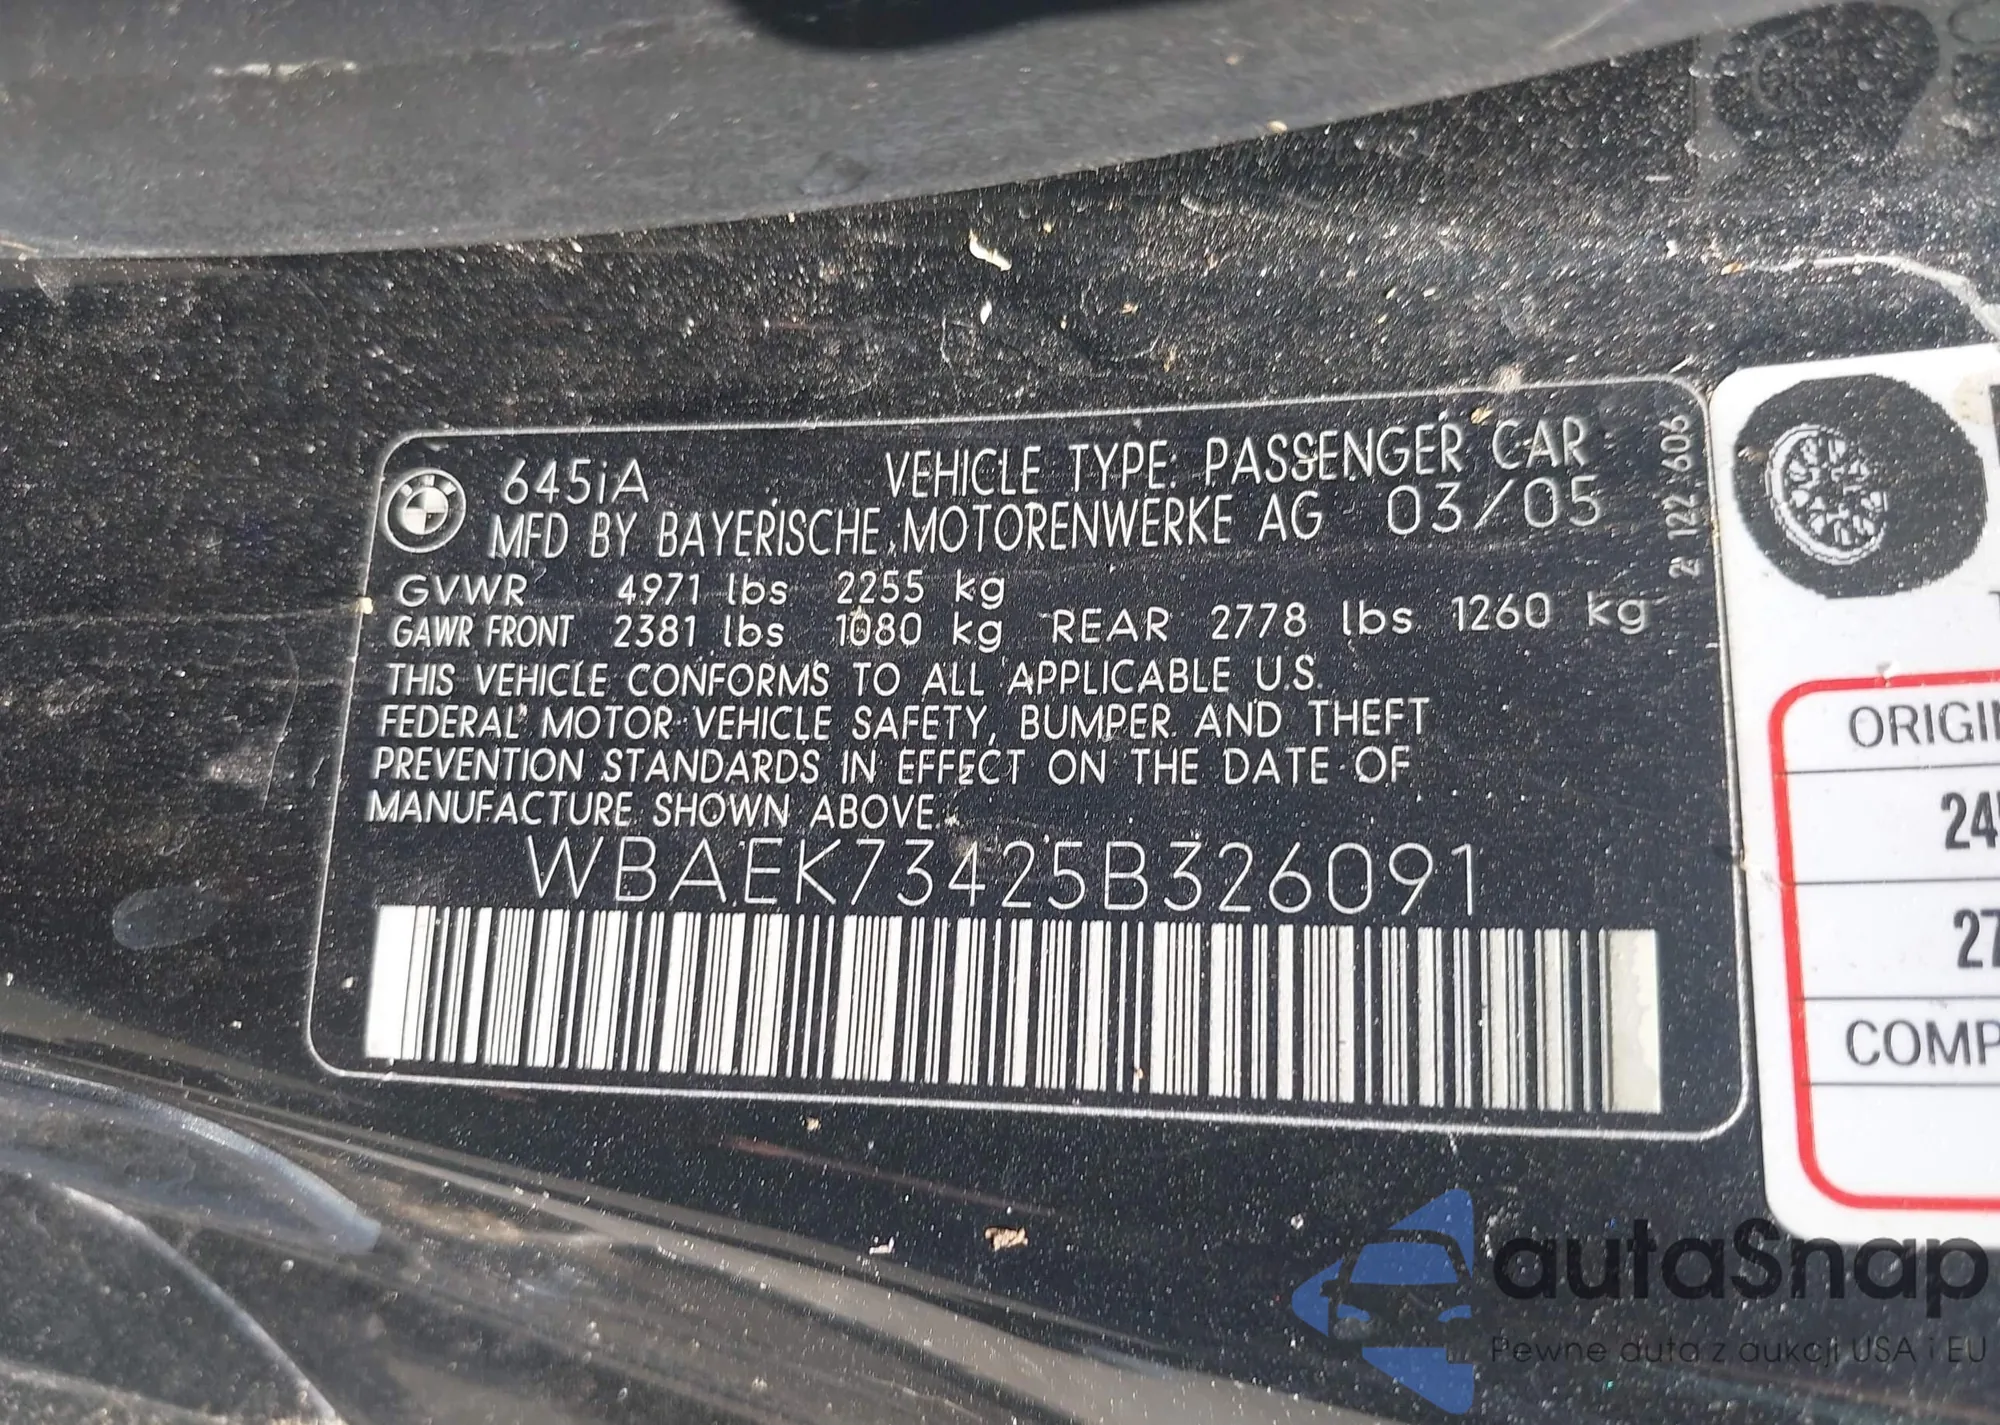 645iA VEHICLE TYPE: PASSENGER CAR
MFD BY BAYERISCHE MOTORENWERKE AG 03/05
GVWR 4971 lbs 2255 kg
GAWR FRONT 2381 lbs 1080 kg REAR 2778 lbs 1260 kg
THIS VEHICLE CONFORMS TO ALL APPLICABLE U.S.
FEDERAL MOTOR VEHICLE SAFETY, BUMPER AND THEFT
PREVENTION STANDARDS IN EFFECT ON THE DATE OF
MANUFACTURE SHOWN ABOVE.
WBAEK73425B326091
2 122 606
ORIGIN
24
27
COMP
autaSnap
Pewne auta z aukcji USA i EU